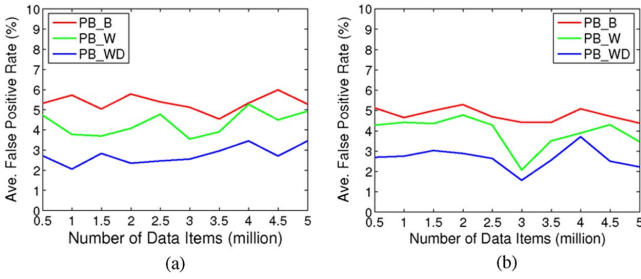 Ave. False Positive Rate (%)
10
9
8
7
6
5
4
3
2
1
0
PB_B
PB_W
PB_WD
0.5 1 1.5 2 2.5 3 3.5 4 4.5 5
Number of Data Items (million)
(a)
Ave. False Positive Rate (%)
10
9
8
7
6
5
4
3
2
1
0
PB_B
PB_W
PB_WD
0.5 1 1.5 2 2.5 3 3.5 4 4.5 5
Number of Data Items (million)
(b)